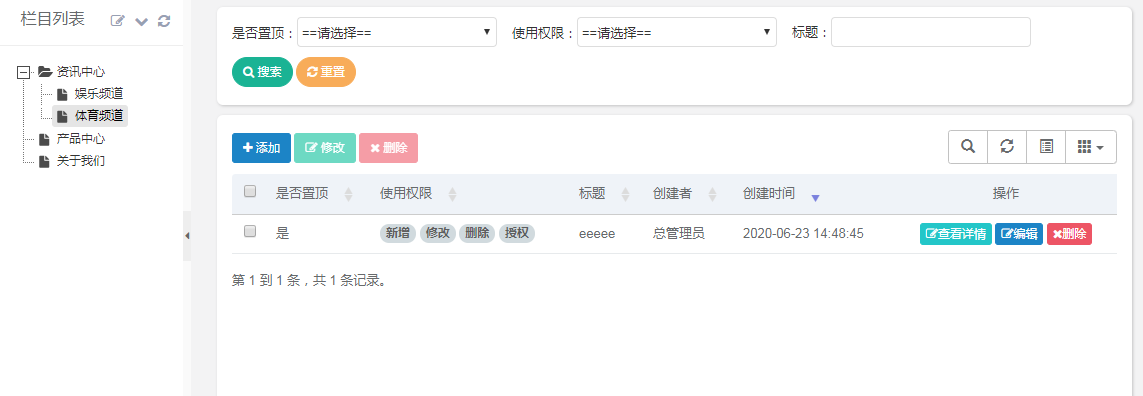 栏目列表
资讯中心
娱乐频道
体育频道
产品中心
关于我们
是否置顶： ==请选择== 使用权限： ==请选择== 标题：
搜索 重置
添加 修改 删除
是否置顶 使用权限 标题 创建者 创建时间 操作
是 新增 修改 删除 授权 eeeee 总管理员 2020-06-23 14:48:45 查看详情 编辑 删除
第 1 到 1 条，共 1 条记录。